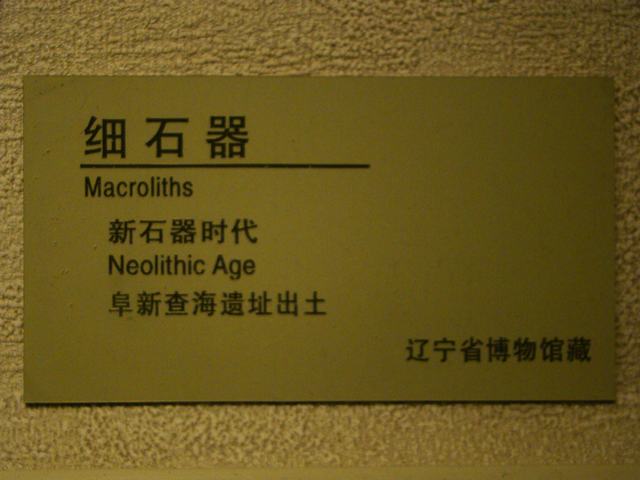 细石器
Macroliths
新石器时代
Neolithic Age
阜新查海遗址出土
辽宁省博物馆藏